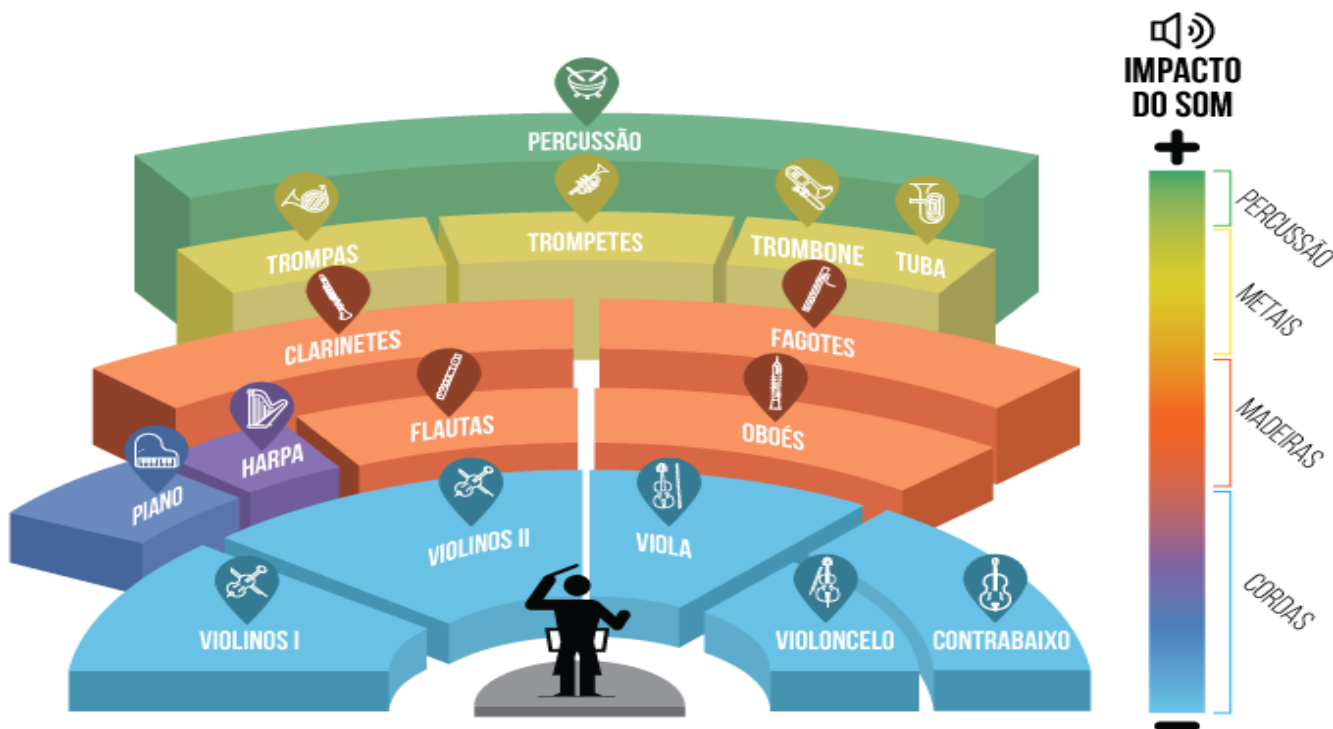 IMPACTO
DO SOM
+
PERCUSSÃO
TROMPAS
TROMPETES
TROMBONE
TUBA
CLARINETES
FAGOTES
FLAUTAS
OBOÉS
PIANO
HARPA
VIOLINOS II
VIOLA
VIOLINOS I
VIOLONCELO
CONTRABAIXO
PERCUSSÃO
METAIS
MADEIRAS
CORDAS
–